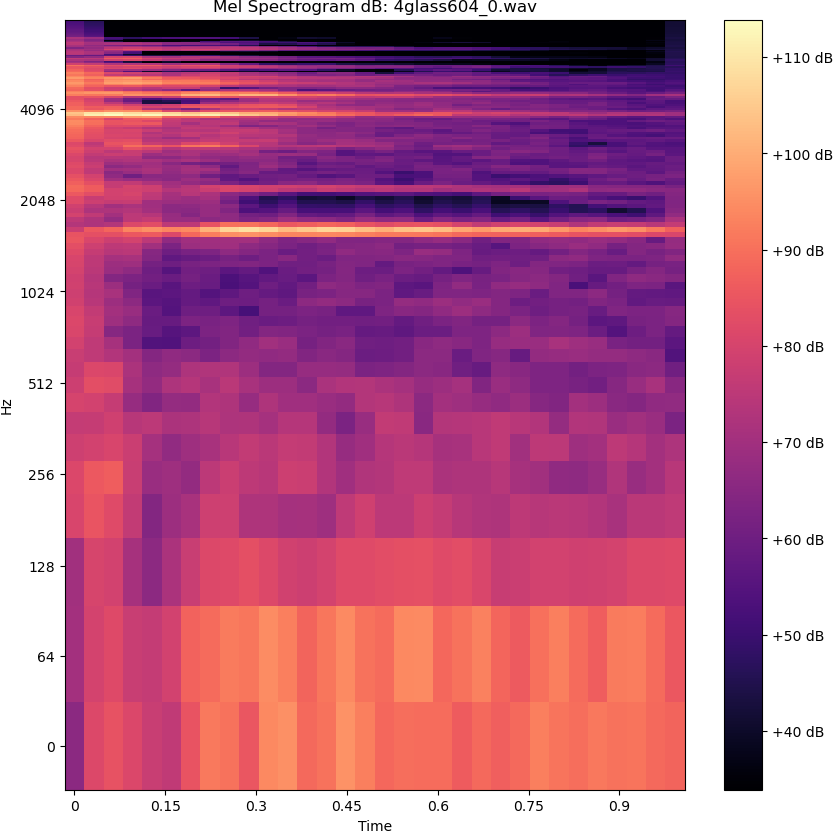 Mel Spectrogram dB: 4glass604_0.wav
4096
2048
1024
512
256
128
64
0
Hz
0 0.15 0.3 0.45 0.6 0.75 0.9
Time
+110 dB
+100 dB
+90 dB
+80 dB
+70 dB
+60 dB
+50 dB
+40 dB